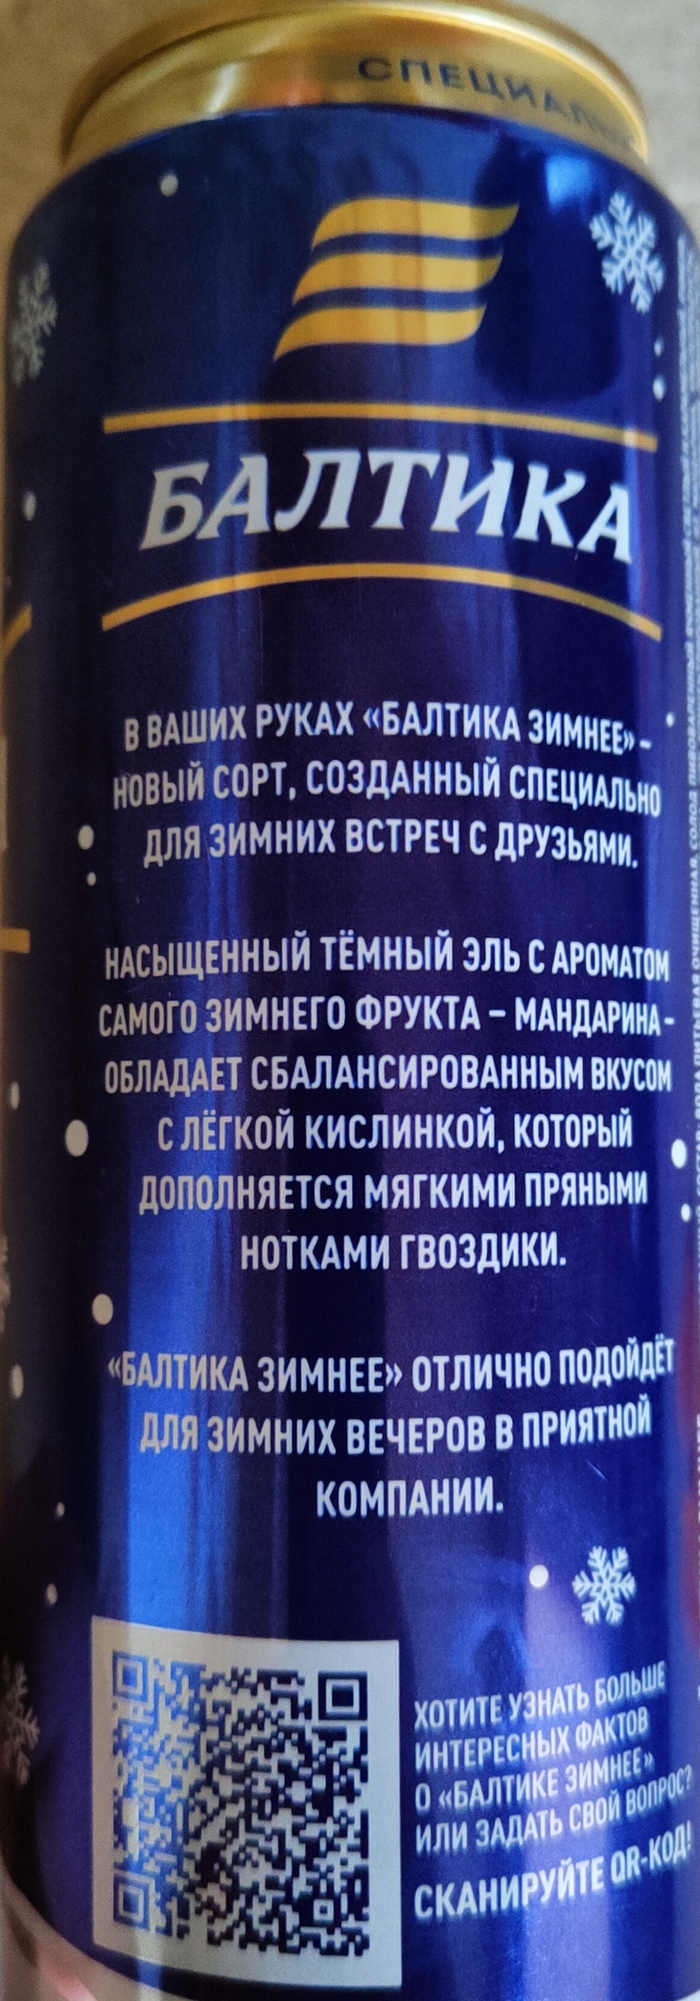 БАЛТИКА
В ВАШИХ РУКАХ «БАЛТИКА ЗИМНЕЕ» –
НОВЫЙ СОРТ, СОЗДАННЫЙ СПЕЦИАЛЬНО
ДЛЯ ЗИМНИХ ВСТРЕЧ С ДРУЗЬЯМИ.
НАСЫЩЕННЫЙ ТЁМНЫЙ ЭЛЬ С АРОМАТОМ
САМОГО ЗИМНЕГО ФРУКТА – МАНДАРИНА –
ОБЛАДАЕТ СБАЛАНСИРОВАННЫМ ВКУСОМ
С ЛЁГКОЙ КИСЛИНКОЙ, КОТОРЫЙ
ДОПОЛНЯЕТСЯ МЯГКИМИ ПРЯНЫМИ
НОТКАМИ ГВОЗДИКИ.
«БАЛТИКА ЗИМНЕЕ» ОТЛИЧНО ПОДОЙДЁТ
ДЛЯ ЗИМНИХ ВЕЧЕРОВ В ПРИЯТНОЙ
КОМПАНИИ.
ХОТИТЕ УЗНАТЬ БОЛЬШЕ
ИНТЕРЕСНЫХ ФАКТОВ
О «БАЛТИКЕ ЗИМНЕЕ»
ИЛИ ЗАДАТЬ СВОЙ ВОПРОС?
СКАНИРУЙТЕ QR-КОД!